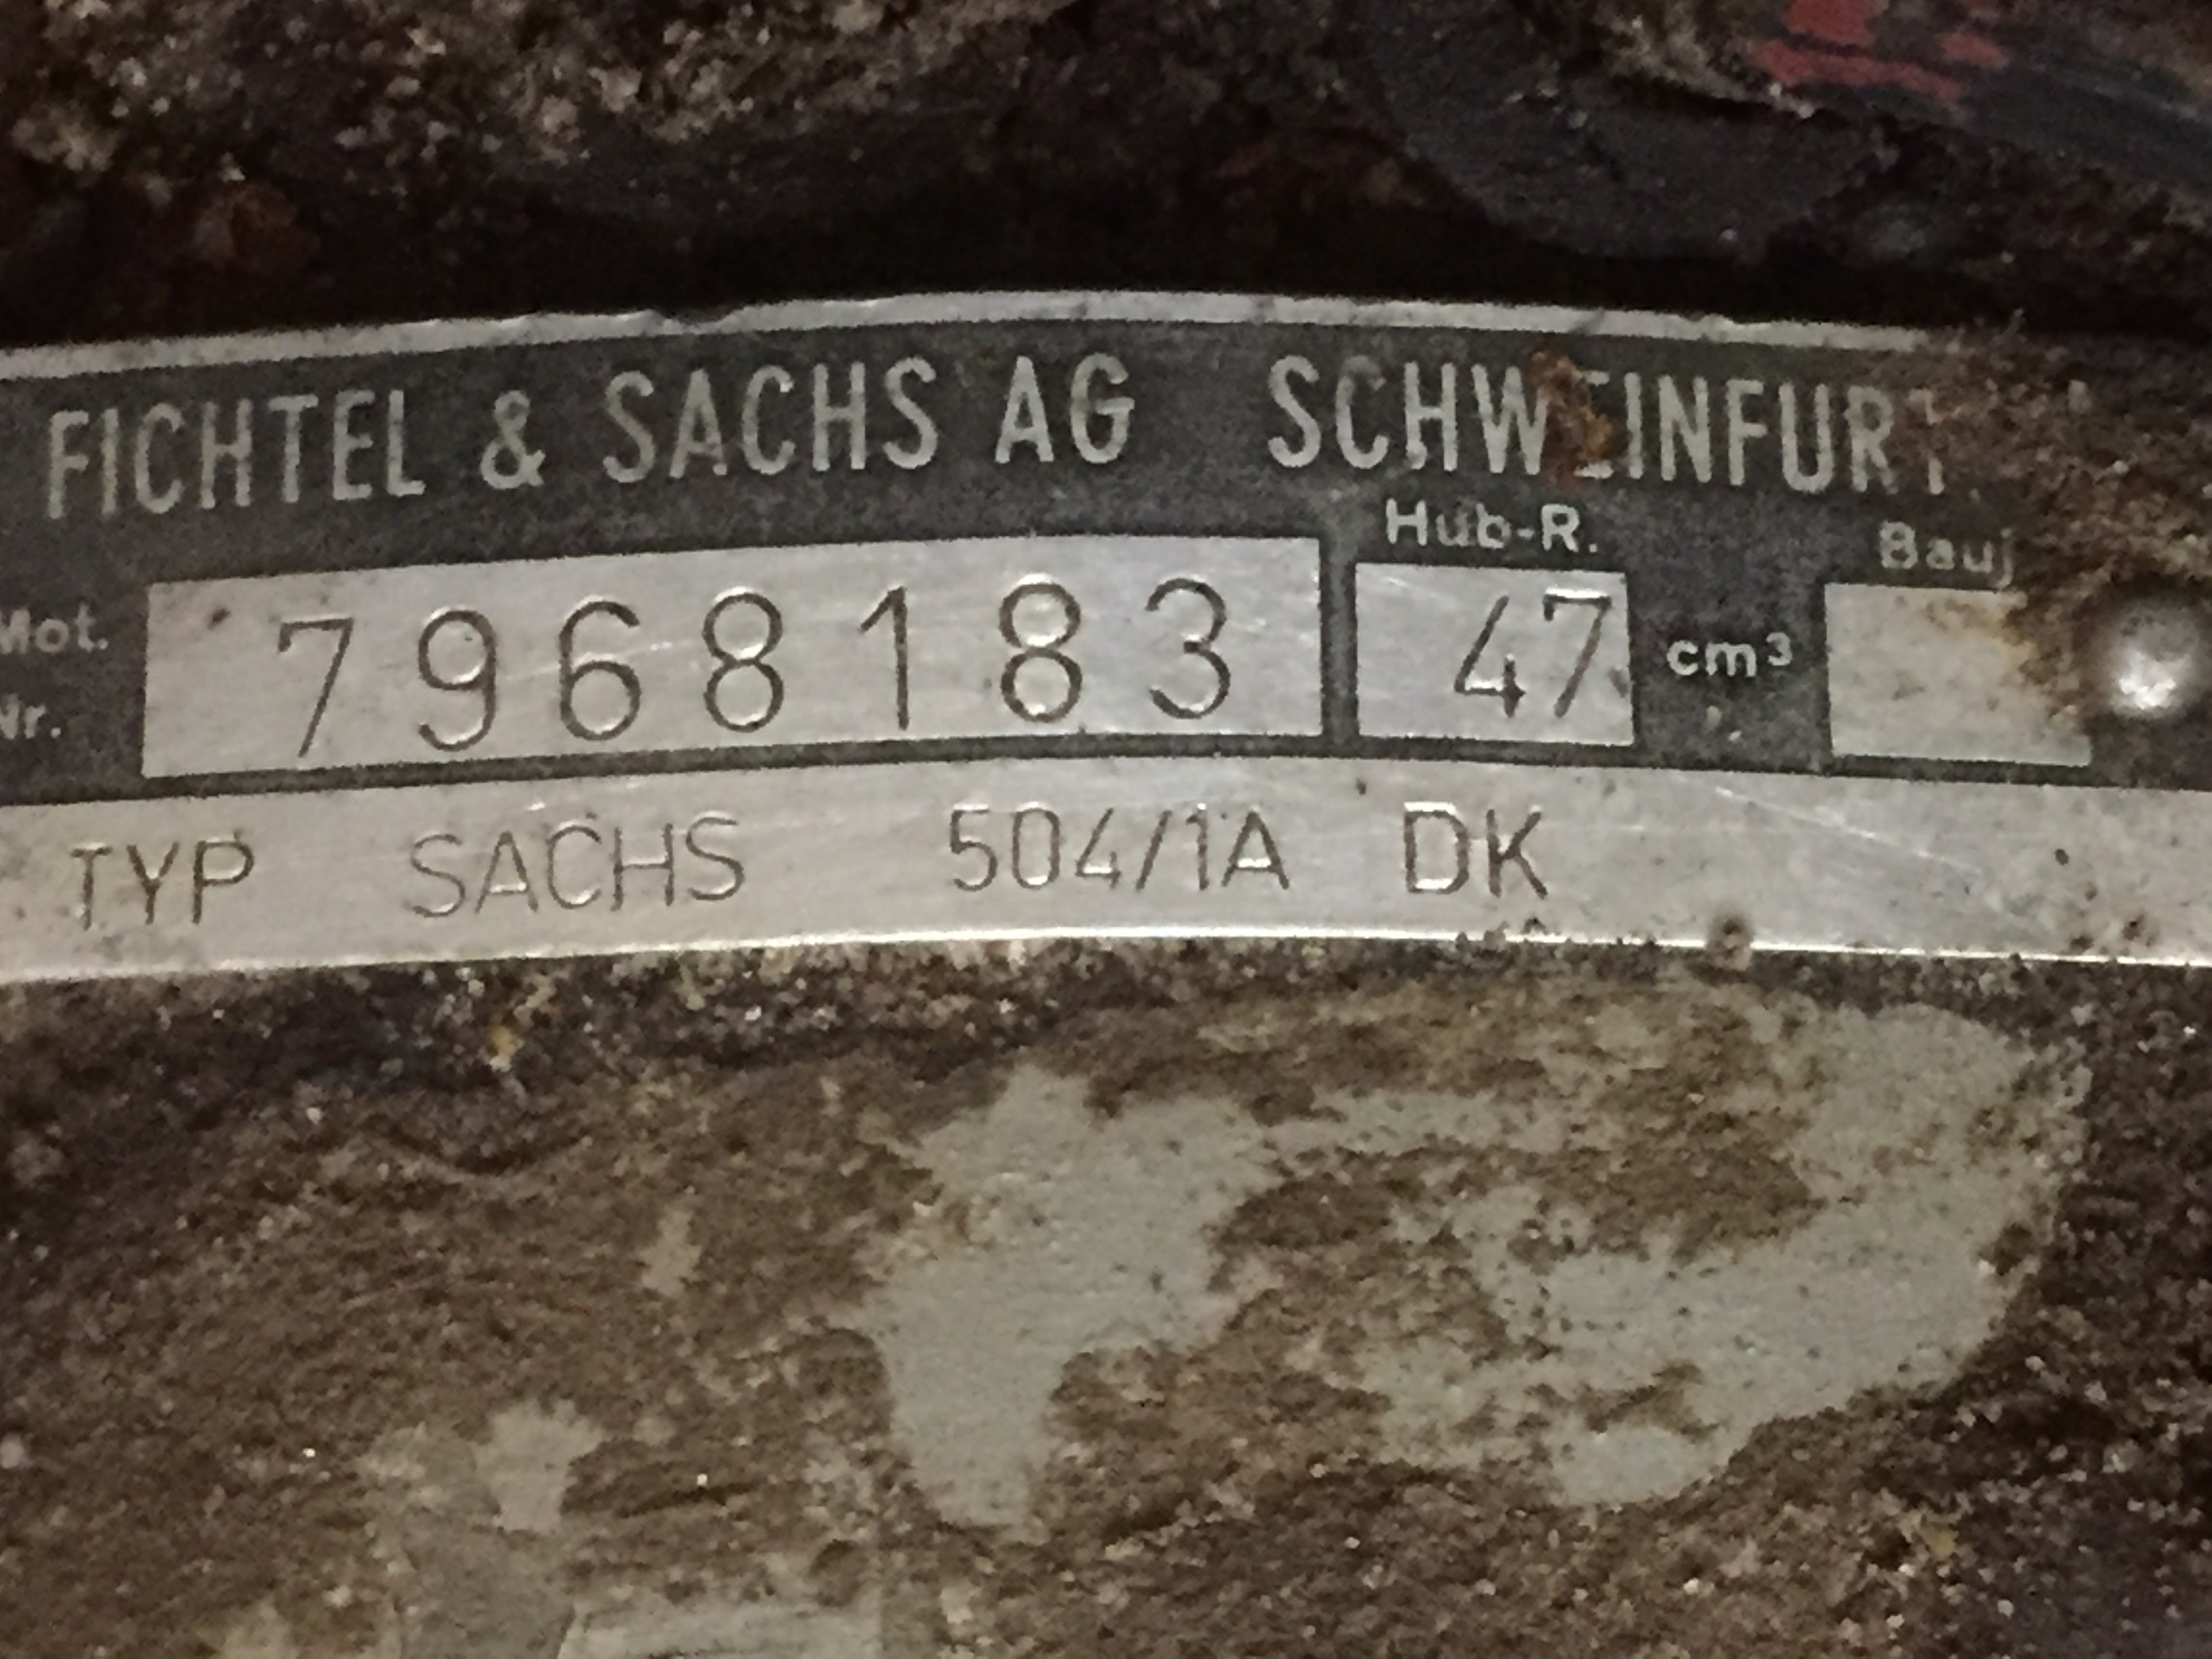 FICHTEL & SACHS AG SCHWEINFURT
Hub-R. Bauj
Mot. Nr. 7968183 47 cm³
TYP SACHS 504/1A DK